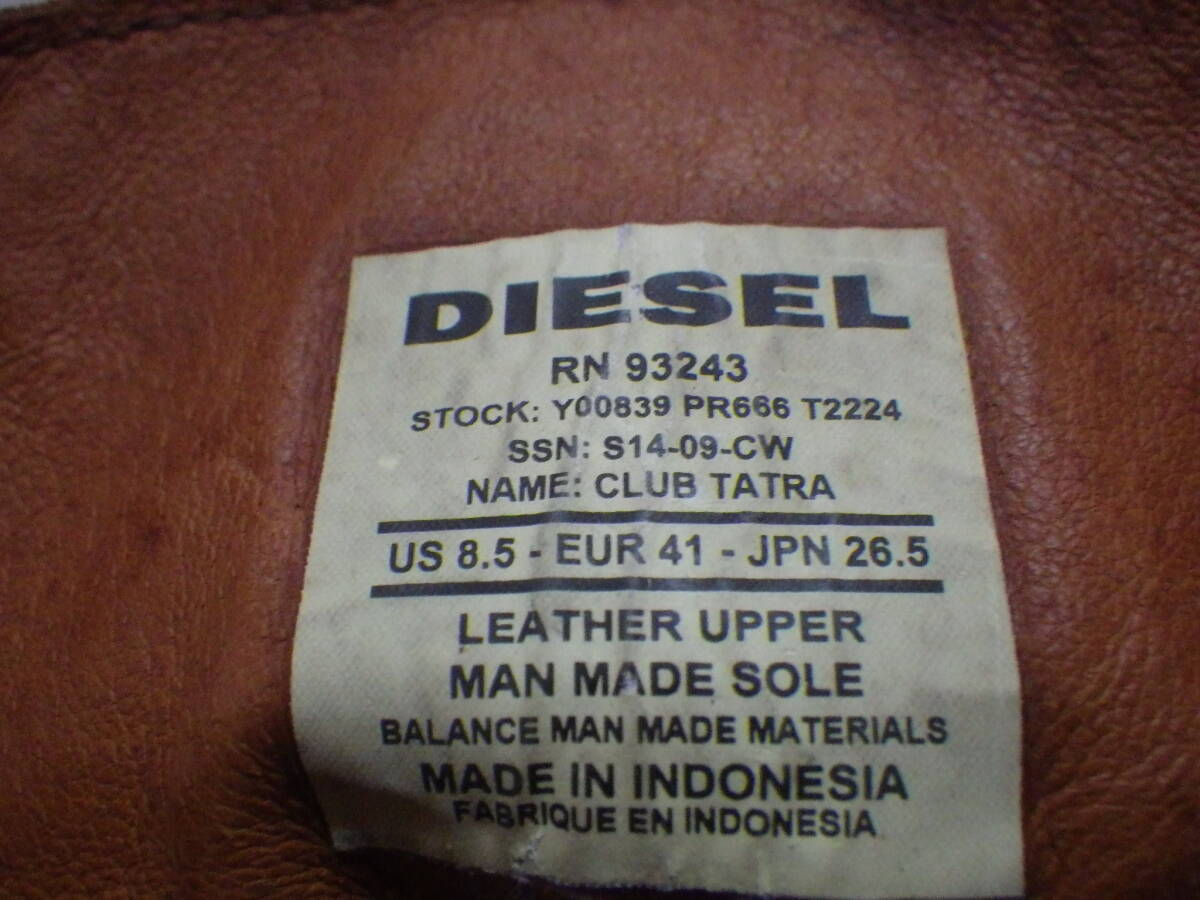 DIESEL
RN 93243
STOCK: Y00839 PR666 T2224
SSN: S14-09-CW
NAME: CLUB TATRA
US 8.5 - EUR 41 - JPN 26.5
LEATHER UPPER
MAN MADE SOLE
BALANCE MAN MADE MATERIALS
MADE IN INDONESIA
FABRIQUE EN INDONESIA